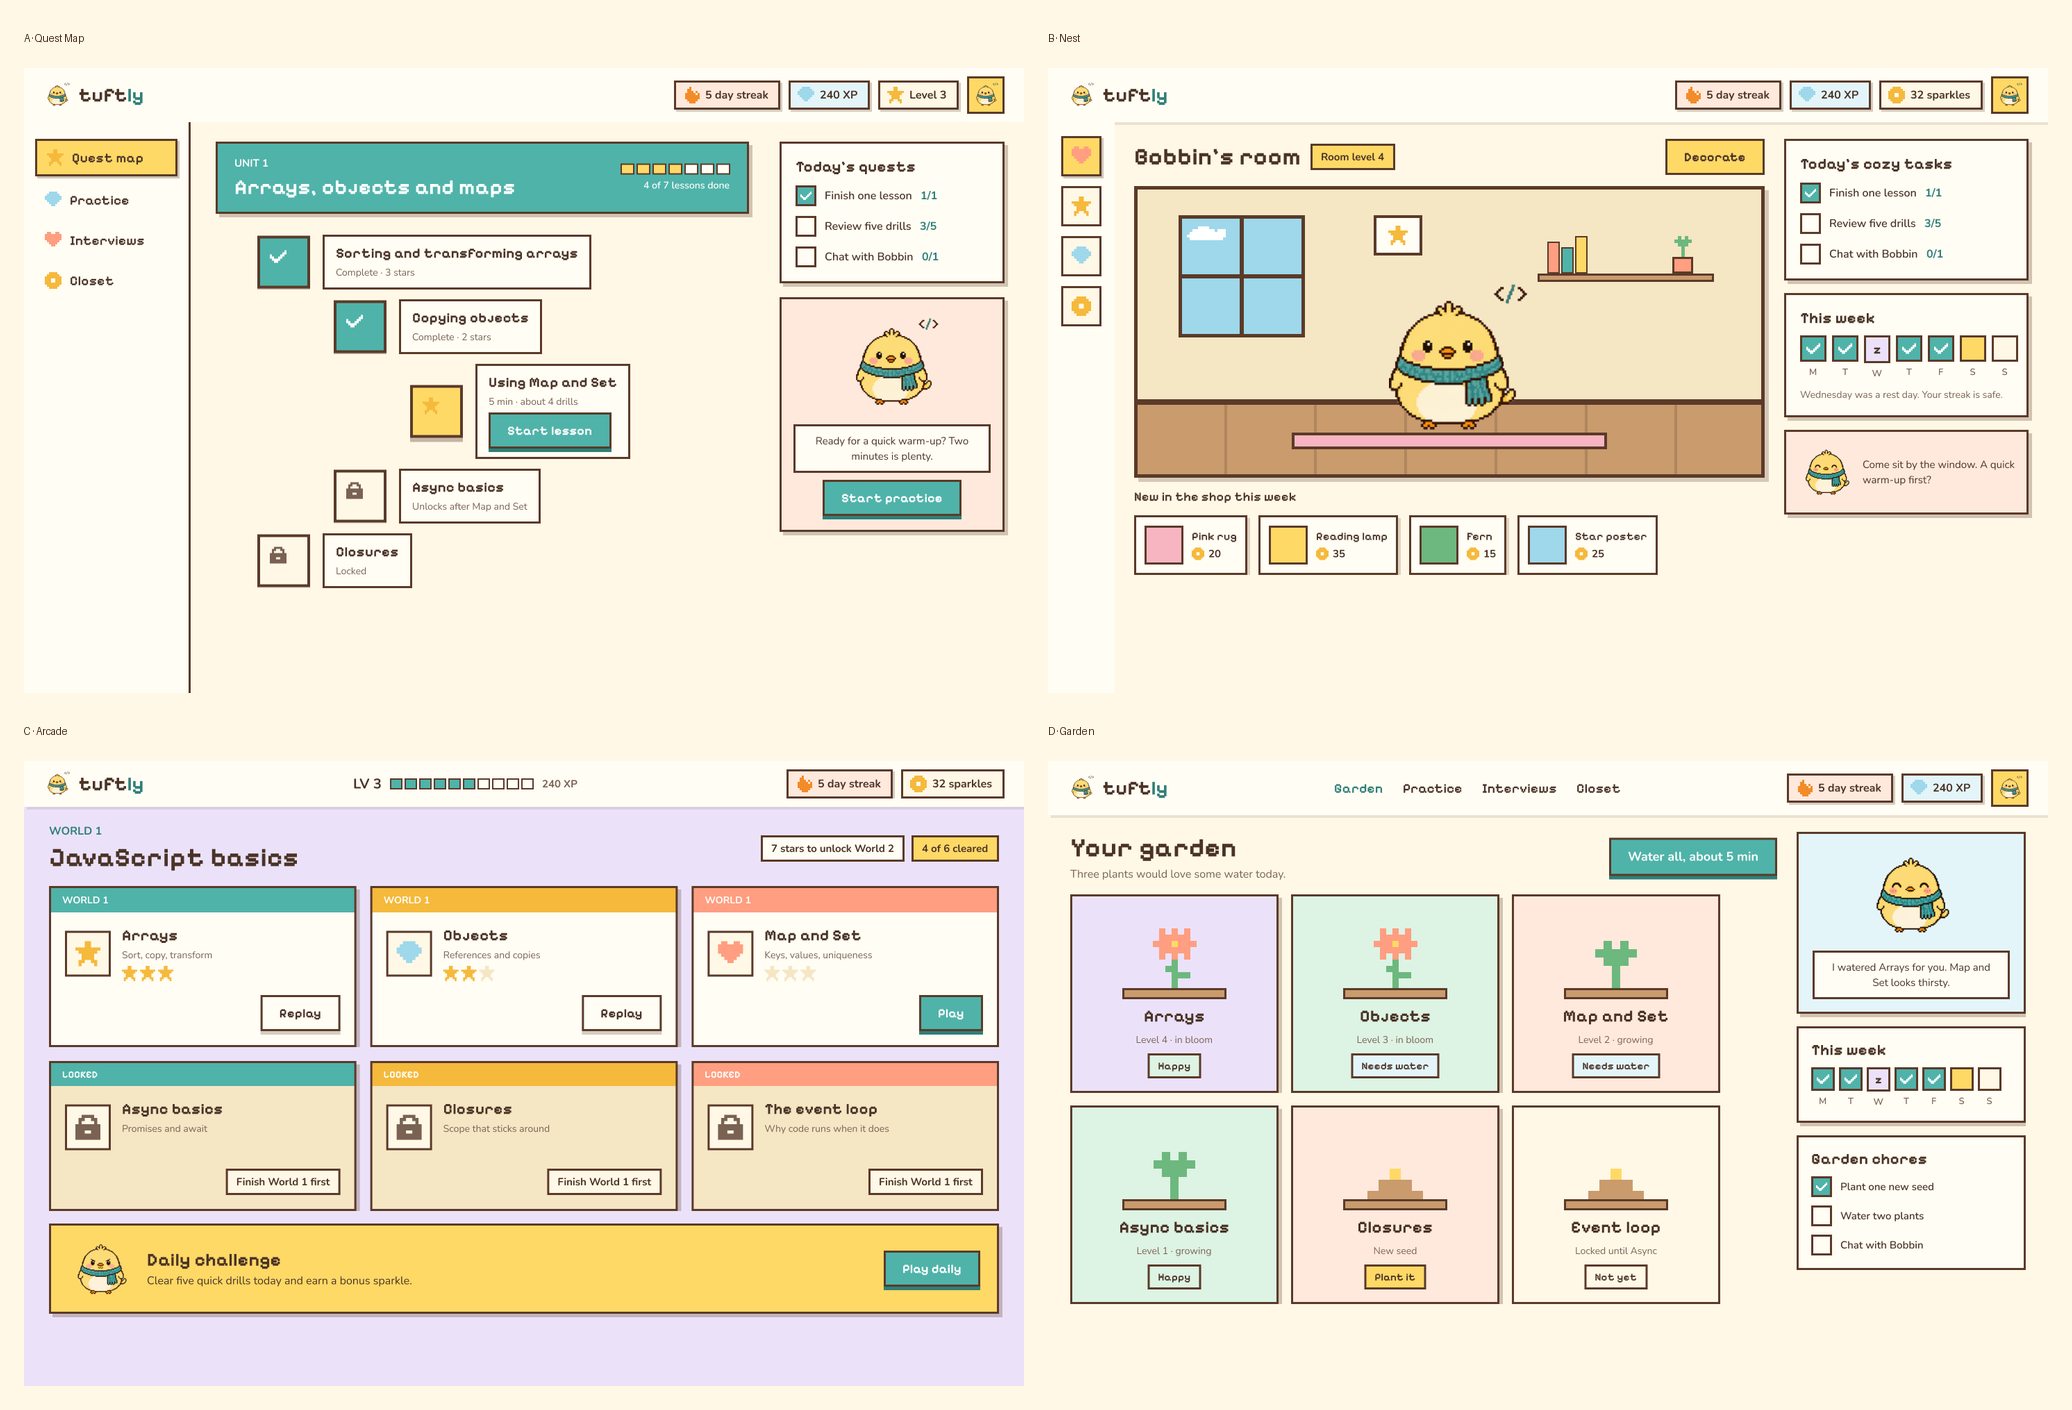 A·Quest Map
tuftly
5 day streak
240 XP
Level 3
Quest map
Practice
Interviews
Closet
UNIT 1
Arrays, objects and maps
4 of 7 lessons done
Sorting and transforming arrays
Complete · 3 stars
Copying objects
Complete · 2 stars
Using Map and Set
5 min · about 4 drills
Start lesson
Async basics
Unlocks after Map and Set
Closures
Locked
Today's quests
Finish one lesson 1/1
Review five drills 3/5
Chat with Bobbin 0/1
</>
Ready for a quick warm-up? Two
minutes is plenty.
Start practice
B·Nest
tuftly
5 day streak
240 XP
32 sparkles
Bobbin's room
Room level 4
Decorate
</>
New in the shop this week
Pink rug
20
Reading lamp
35
Fern
15
Star poster
25
Today's cozy tasks
Finish one lesson 1/1
Review five drills 3/5
Chat with Bobbin 0/1
This week
z
M T W T F S S
Wednesday was a rest day. Your streak is safe.
Come sit by the window. A quick
warm-up first?
C·Arcade
tuftly
LV 3
240 XP
5 day streak
32 sparkles
WORLD 1
JavaScript basics
7 stars to unlock World 2
4 of 6 cleared
WORLD 1
Arrays
Sort, copy, transform
Replay
WORLD 1
Objects
References and copies
Replay
WORLD 1
Map and Set
Keys, values, uniqueness
Play
LOCKED
Async basics
Promises and await
Finish World 1 first
LOCKED
Closures
Scope that sticks around
Finish World 1 first
LOCKED
The event loop
Why code runs when it does
Finish World 1 first
Daily challenge
Clear five quick drills today and earn a bonus sparkle.
Play daily
D·Garden
tuftly
Garden
Practice
Interviews
Closet
5 day streak
240 XP
Your garden
Three plants would love some water today.
Water all, about 5 min
Arrays
Level 4 · in bloom
Happy
Objects
Level 3 · in bloom
Needs water
Map and Set
Level 2 · growing
Needs water
Async basics
Level 1 · growing
Happy
Closures
New seed
Plant it
Event loop
Locked until Async
Not yet
I watered Arrays for you. Map and
Set looks thirsty.
This week
z
M T W T F S S
Garden chores
Plant one new seed
Water two plants
Chat with Bobbin